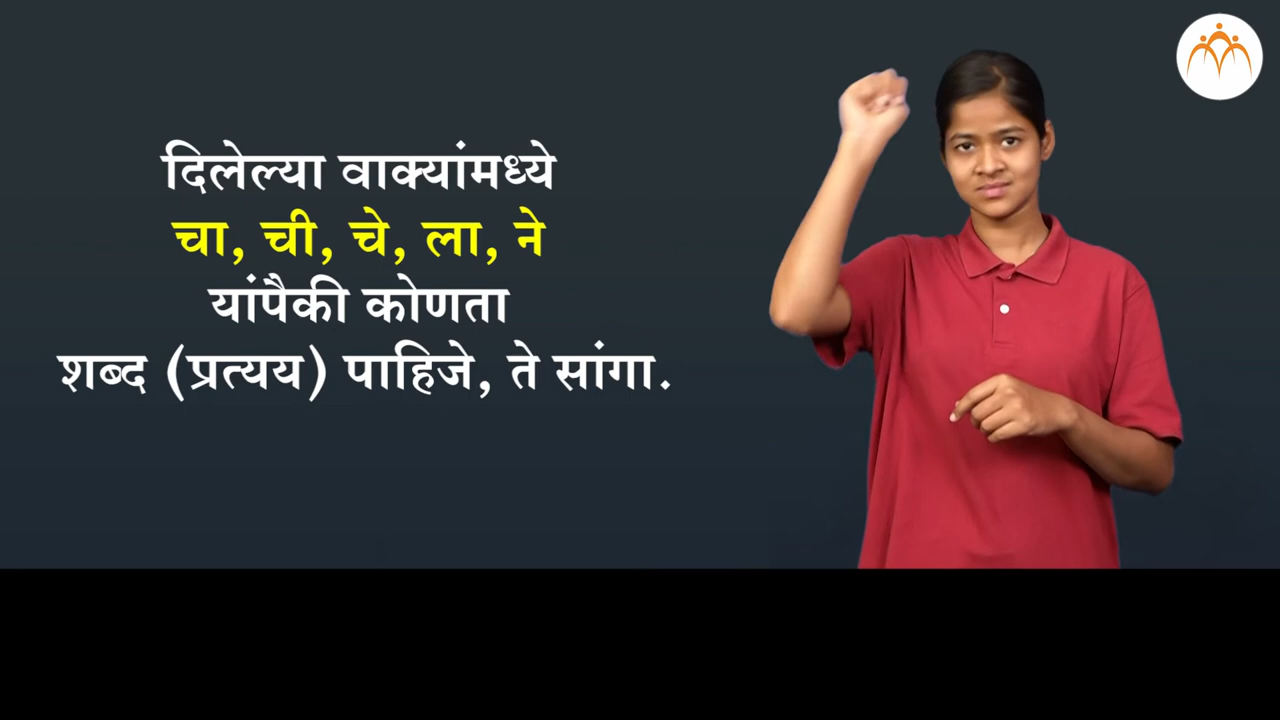 दिलेल्या वाक्यांमध्ये
चा, ची, चे, ला, ने
यांपैकी कोणता
शब्द (प्रत्यय) पाहिजे, ते सांगा.